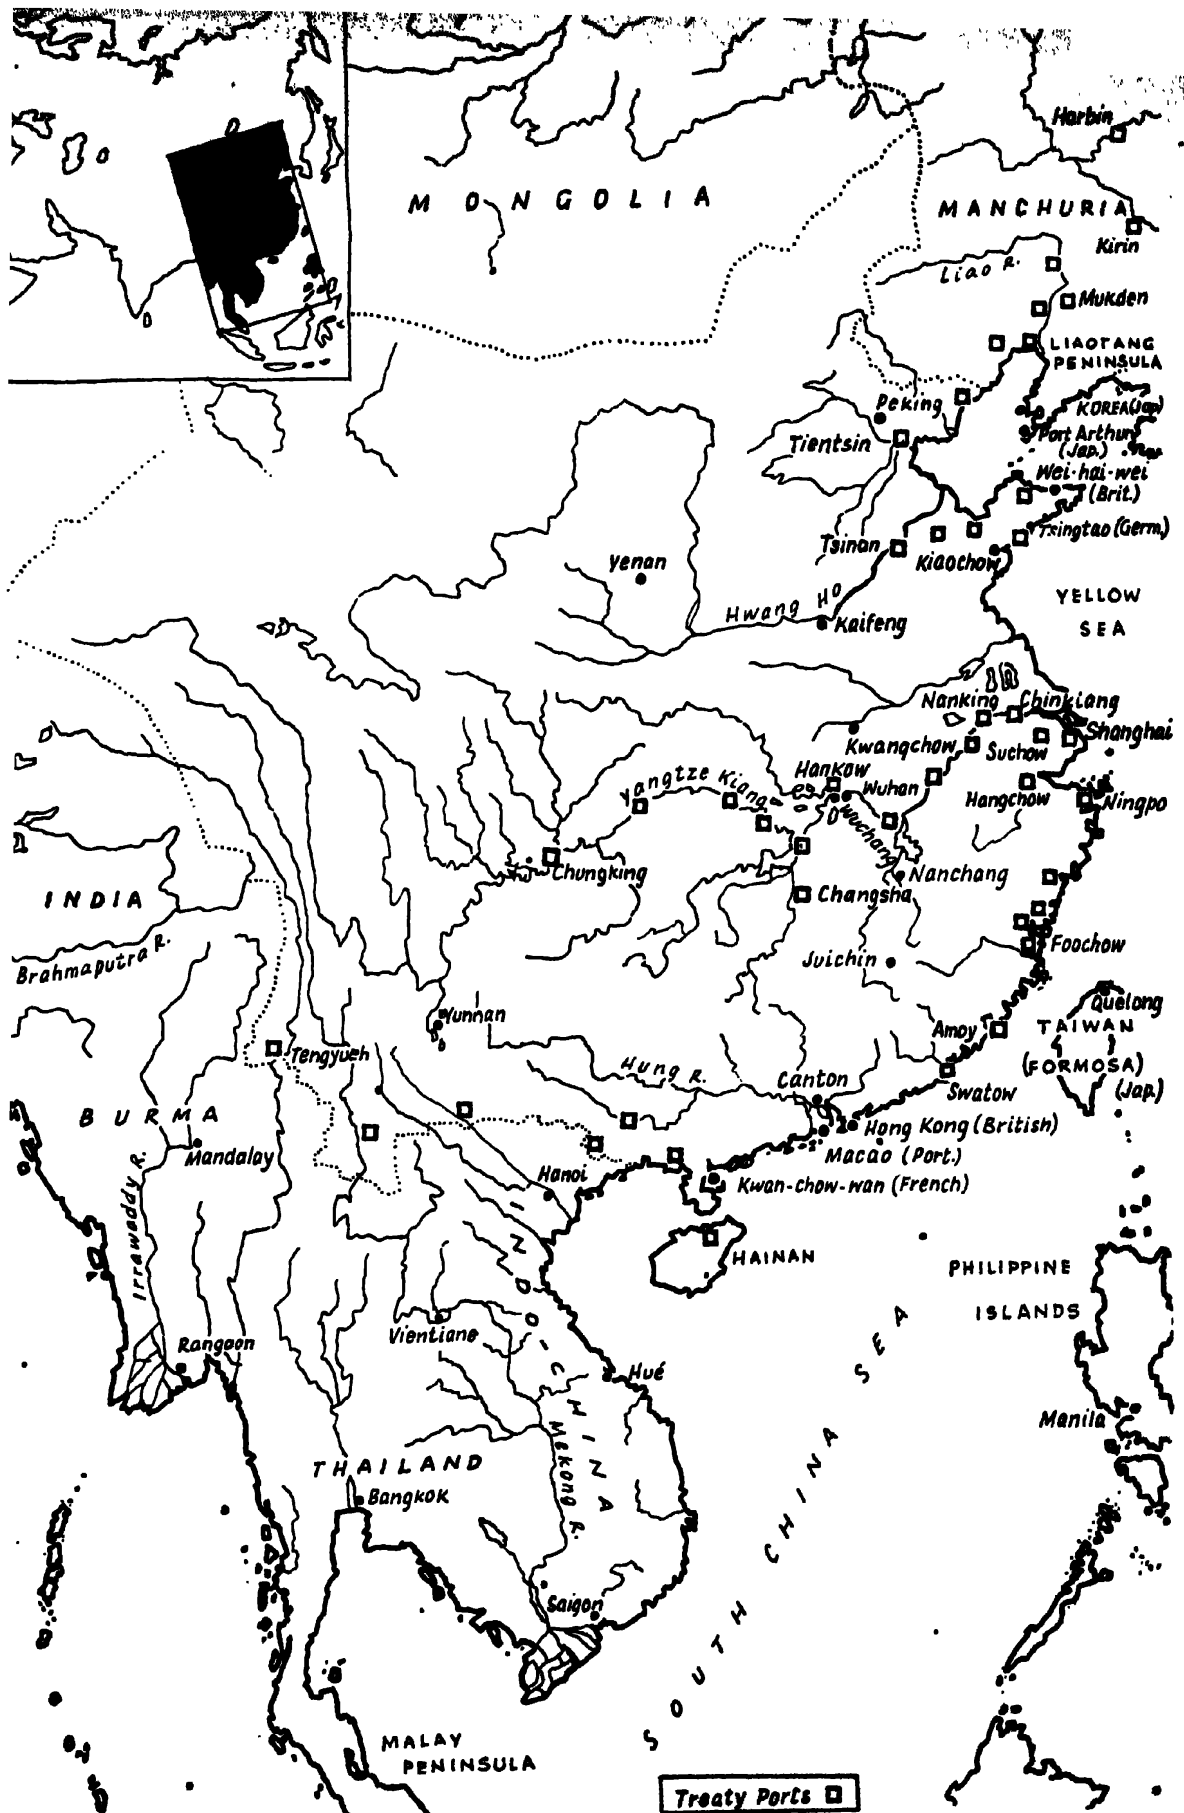 Harbin
MONGOLIA
MANCHURIA
Kirin
Liao R.
Mukden
LIAOTANG
PENINSULA
Peking
KOREA (Jap)
Tientsin
Port Arthur
(Jap.)
Wei-hai-wei
(Brit.)
Tsinan
Kiaochow
Tsingtao (Germ.)
Yenan
Hwang Ho
Kaifeng
YELLOW
SEA
Nanking
Chinkiang
Kwangchow
Suchow
Shanghai
Hankow
Yangtze Kiang
Wuhan
Hangchow
Ningpo
Wuchang
Chungking
Nanchang
INDIA
Changsha
Brahmaputra R.
Juichin
Foochow
Yunnan
Quelong
Amoy
TAIWAN
Tengyueh
Hung R.
(FORMOSA)
Canton
Swatow
(Jap.)
BURMA
Hong Kong (British)
Mandalay
Macao (Port.)
Hanoi
Kwan-chow-wan (French)
Irrawaddy R.
HAINAN
PHILIPPINE
ISLANDS
INDO-CHINA
Vientiane
Rangoon
Hué
Manila
Mekong R.
THAILAND
Bangkok
SOUTH CHINA SEA
Saigon
MALAY
PENINSULA
Treaty Ports